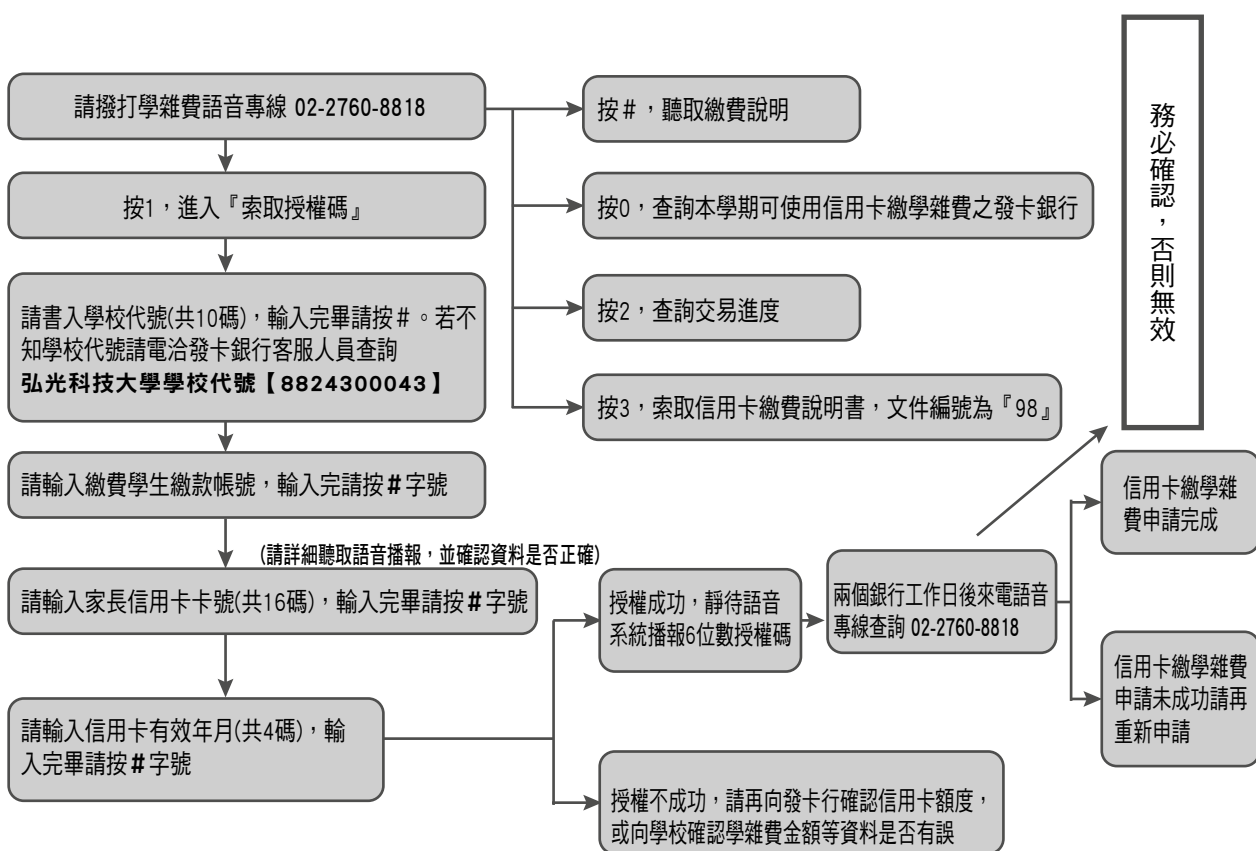 請撥打學雜費語音專線 02-2760-8818
按1，進入『索取授權碼』
請書入學校代號(共10碼)，輸入完畢請按＃。若不
知學校代號請電洽發卡銀行客服人員查詢
弘光科技大學學校代號【8824300043】
請輸入繳費學生繳款帳號，輸入完請按＃字號
(請詳細聽取語音播報，並確認資料是否正確)
請輸入家長信用卡卡號(共16碼)，輸入完畢請按＃字號
請輸入信用卡有效年月(共4碼)，輸
入完畢請按＃字號
按＃，聽取繳費說明
按0，查詢本學期可使用信用卡繳學雜費之發卡銀行
按2，查詢交易進度
按3，索取信用卡繳費說明書，文件編號為『98』
授權成功，靜待語音
系統播報6位數授權碼
授權不成功，請再向發卡行確認信用卡額度，
或向學校確認學雜費金額等資料是否有誤
兩個銀行工作日後來電語音
專線查詢 02-2760-8818
務必確認，否則無效
信用卡繳學雜
費申請完成
信用卡繳學雜費
申請未成功請再
重新申請